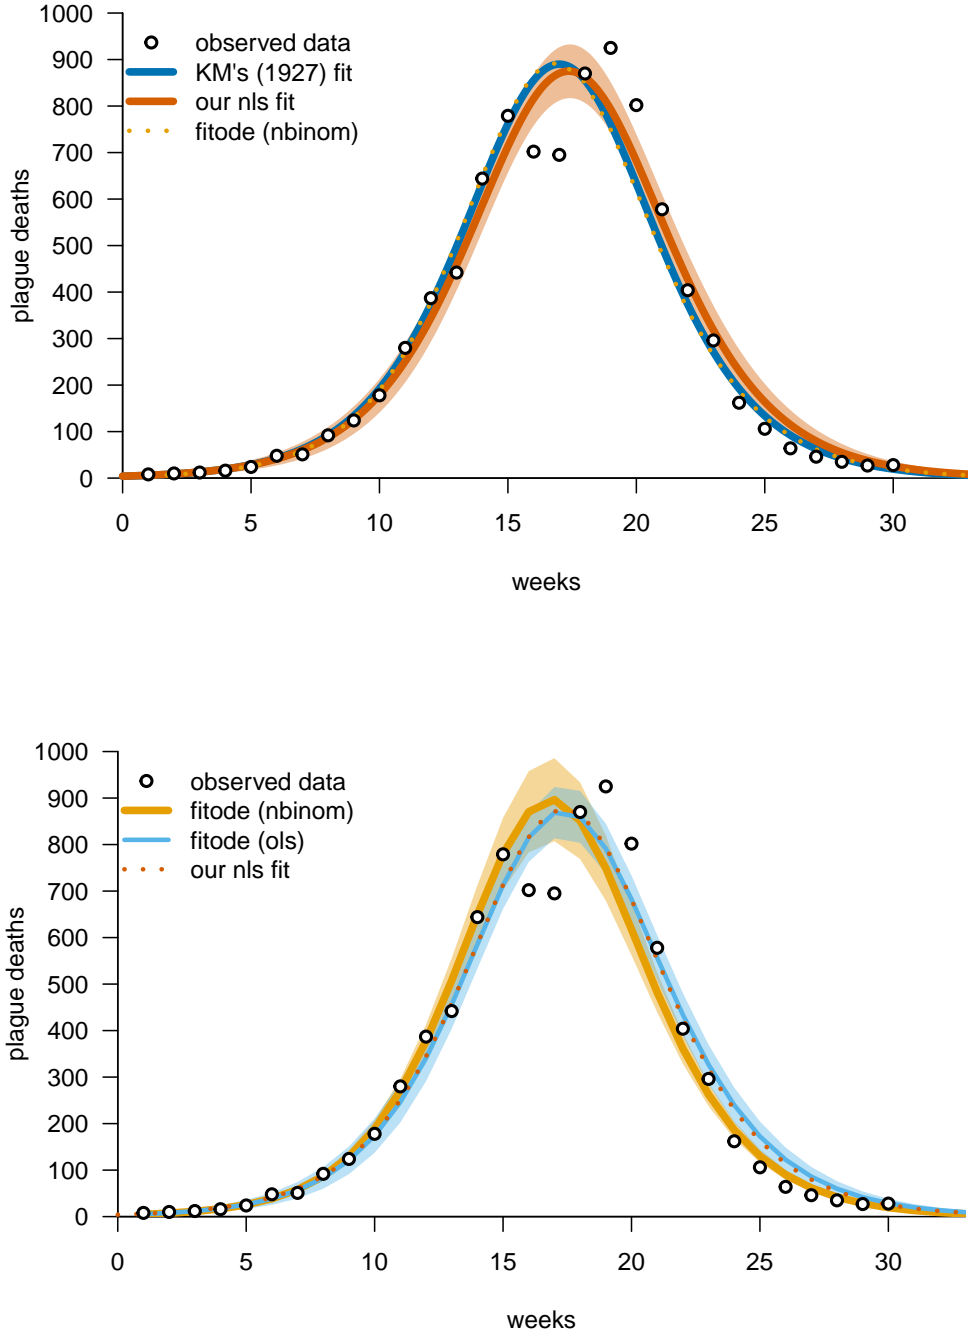 1000
900
800
700
600
500
400
300
200
100
0
plague deaths
observed data
KM's (1927) fit
our nls fit
fitode (nbinom)
0 5 10 15 20 25 30
weeks
1000
900
800
700
600
500
400
300
200
100
0
plague deaths
observed data
fitode (nbinom)
fitode (ols)
our nls fit
0 5 10 15 20 25 30
weeks